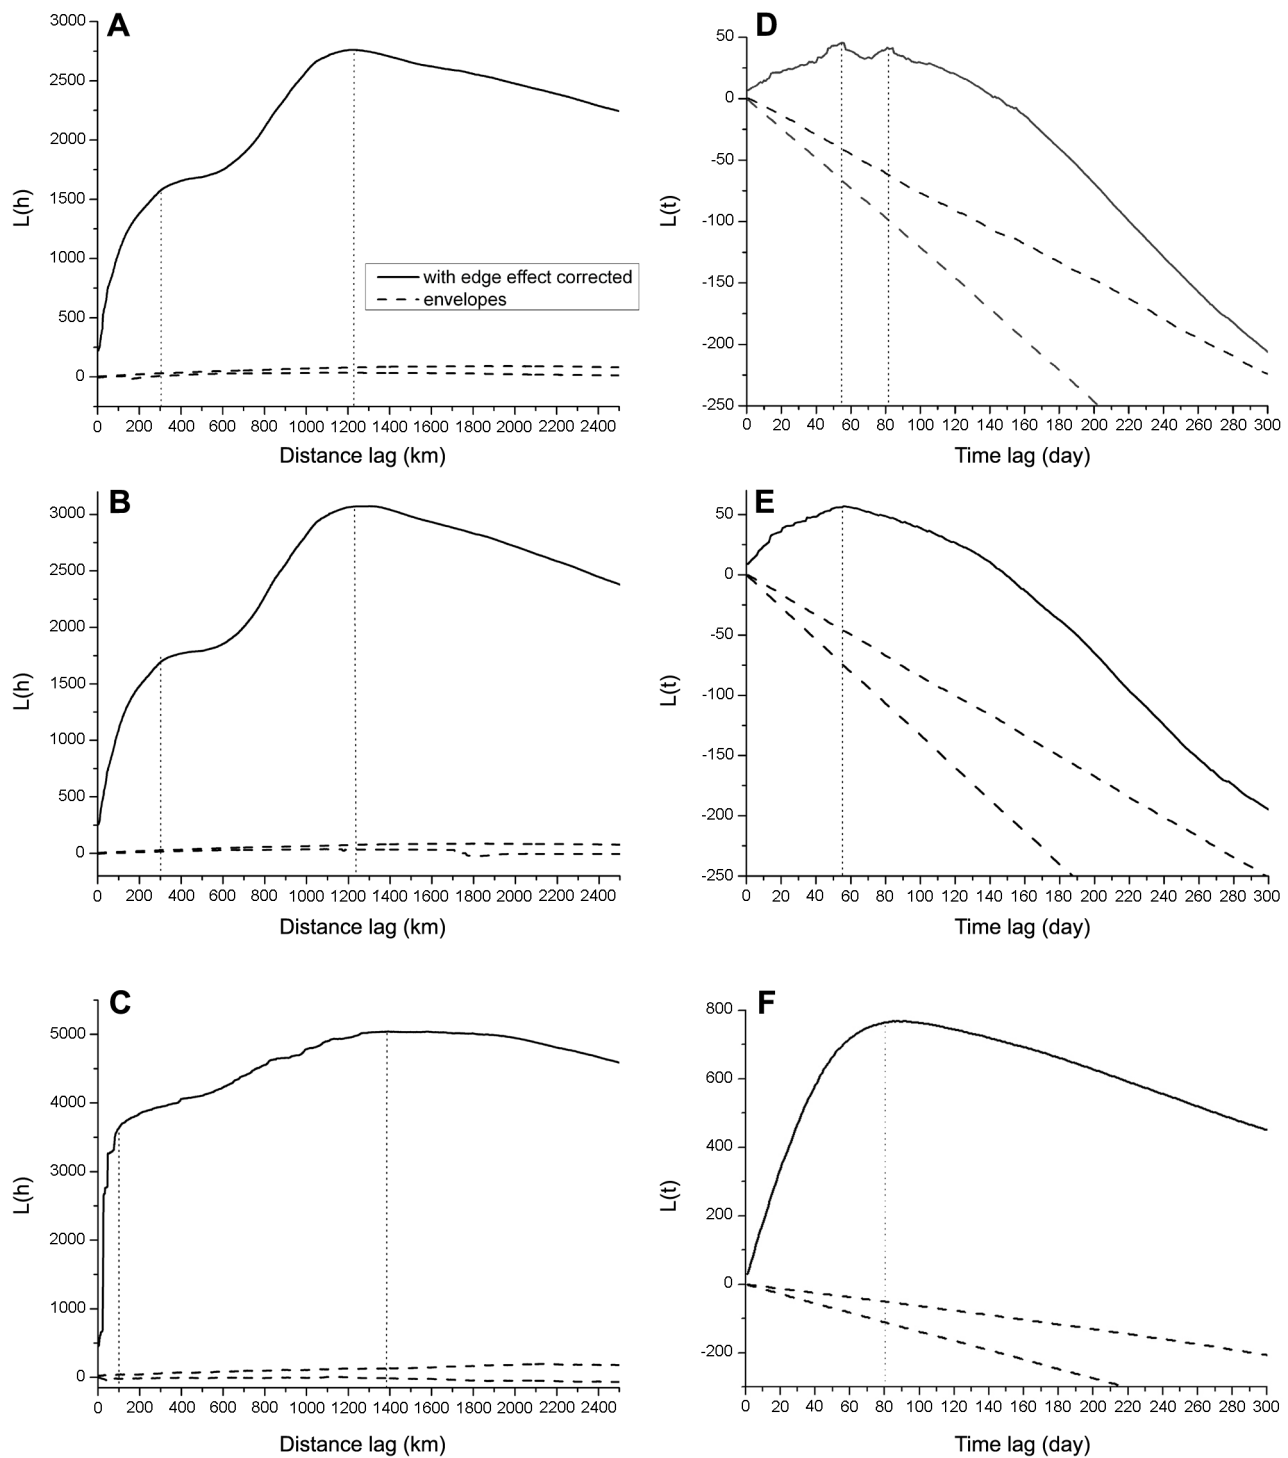 A
3000
2500
2000
1500
1000
500
0
L(h)
0 200 400 600 800 1000 1200 1400 1600 1800 2000 2200 2400
Distance lag (km)
with edge effect corrected
envelopes
D
50
0
-50
-100
-150
-200
-250
L(t)
0 20 40 60 80 100 120 140 160 180 200 220 240 260 280 300
Time lag (day)
B
3000
2500
2000
1500
1000
500
0
L(h)
0 200 400 600 800 1000 1200 1400 1600 1800 2000 2200 2400
Distance lag (km)
E
50
0
-50
-100
-150
-200
-250
L(t)
0 20 40 60 80 100 120 140 160 180 200 220 240 260 280 300
Time lag (day)
C
5000
4000
3000
2000
1000
0
L(h)
0 200 400 600 800 1000 1200 1400 1600 1800 2000 2200 2400
Distance lag (km)
F
800
600
400
200
0
-200
L(t)
0 20 40 60 80 100 120 140 160 180 200 220 240 260 280 300
Time lag (day)